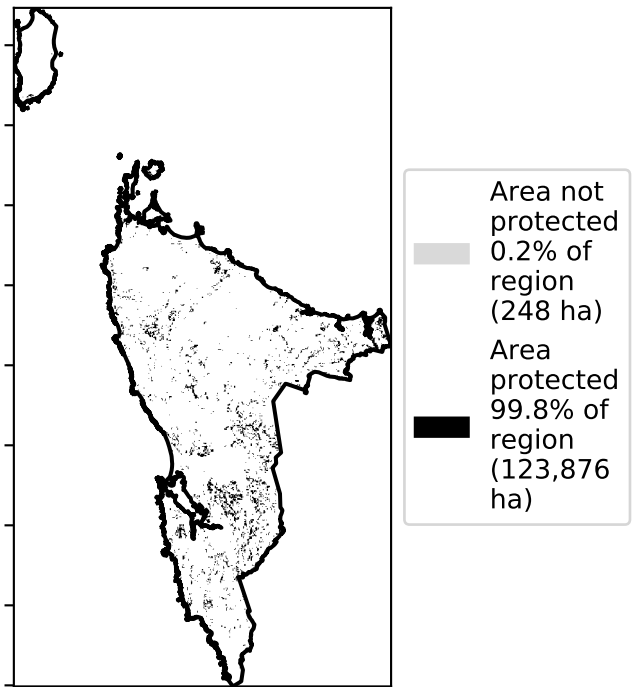 Area not
protected
0.2% of
region
(248 ha)
Area
protected
99.8% of
region
(123,876
ha)